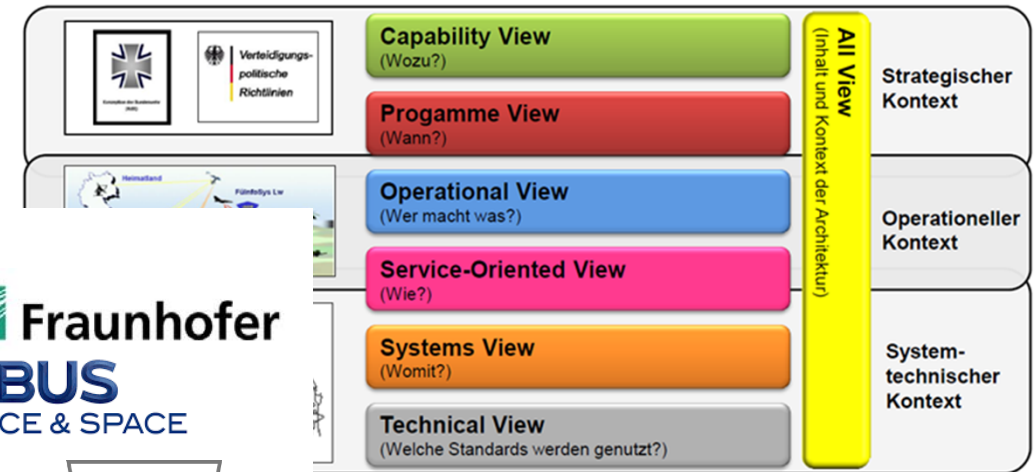 Verteidigungs-
politische
Richtlinien
Capability View
(Wozu?)
Progamme View
(Wann?)
Strategischer
Kontext
All View
(Inhalt und Kontext der Architektur)
Heimatland
FüInfoSys Lw
Operational View
(Wer macht was?)
Operationeller
Kontext
Service-Oriented View
(Wie?)
Fraunhofer
BUS
CE & SPACE
Systems View
(Womit?)
System-
technischer
Kontext
Technical View
(Welche Standards werden genutzt?)